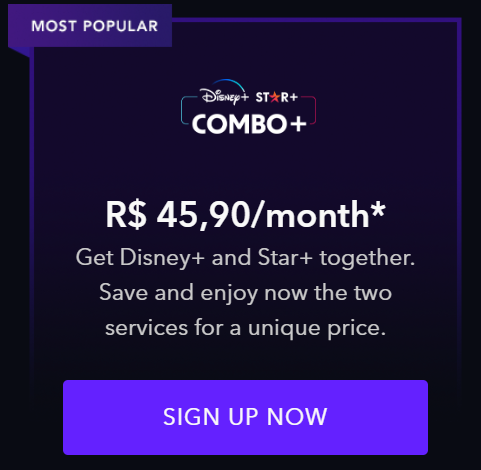 MOST POPULAR
Disney+ STAR+
COMBO+
R$ 45,90/month*
Get Disney+ and Star+ together.
Save and enjoy now the two
services for a unique price.
SIGN UP NOW